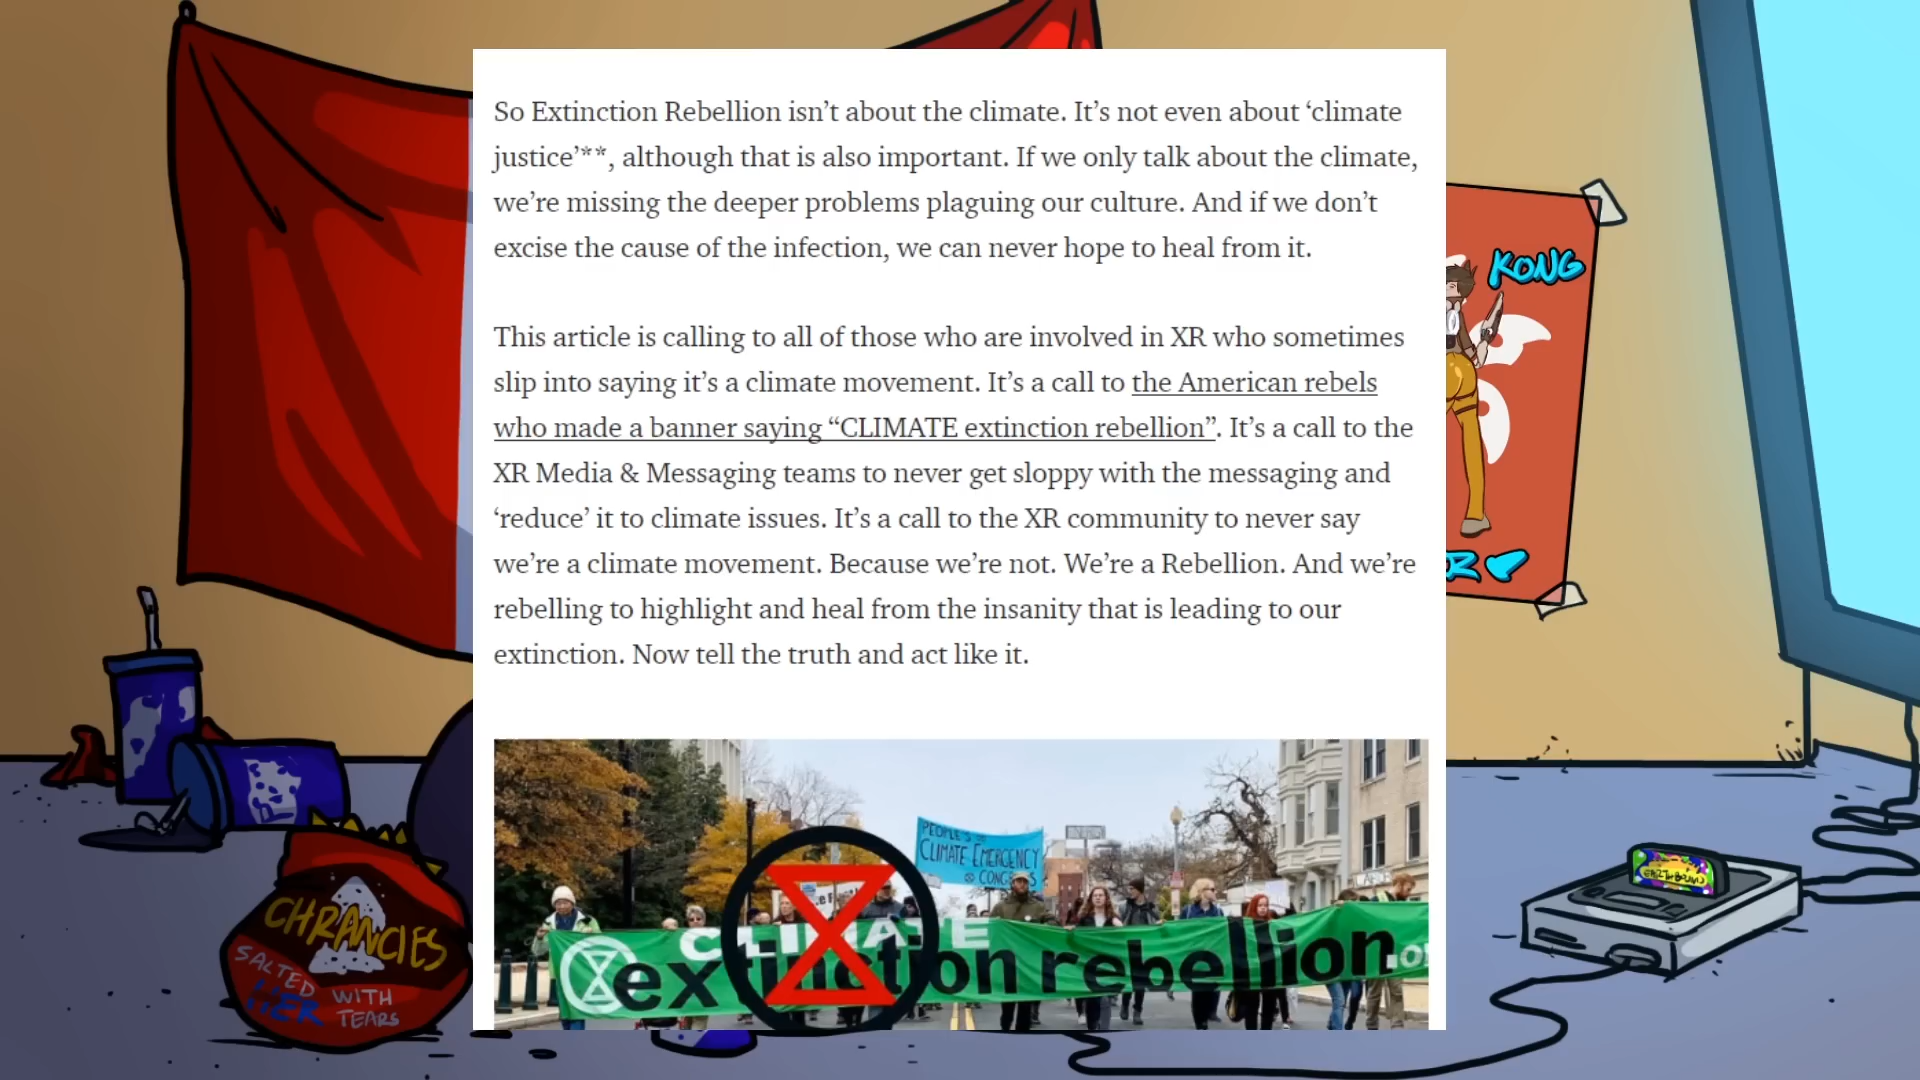 So Extinction Rebellion isn’t about the climate. It’s not even about ‘climate
justice’**, although that is also important. If we only talk about the climate,
we’re missing the deeper problems plaguing our culture. And if we don’t
excise the cause of the infection, we can never hope to heal from it.
This article is calling to all of those who are involved in XR who sometimes
slip into saying it’s a climate movement. It’s a call to the American rebels
who made a banner saying “CLIMATE extinction rebellion”. It’s a call to the
XR Media & Messaging teams to never get sloppy with the messaging and
‘reduce’ it to climate issues. It’s a call to the XR community to never say
we’re a climate movement. Because we’re not. We’re a Rebellion. And we’re
rebelling to highlight and heal from the insanity that is leading to our
extinction. Now tell the truth and act like it.
KONG
PEOPLE'S
CLIMATE EMERGENCY
CONGRESS
CLIMATE
extinction rebellion
CHRANCIES
SALTED
WITH
TEARS
EARTHBOUND